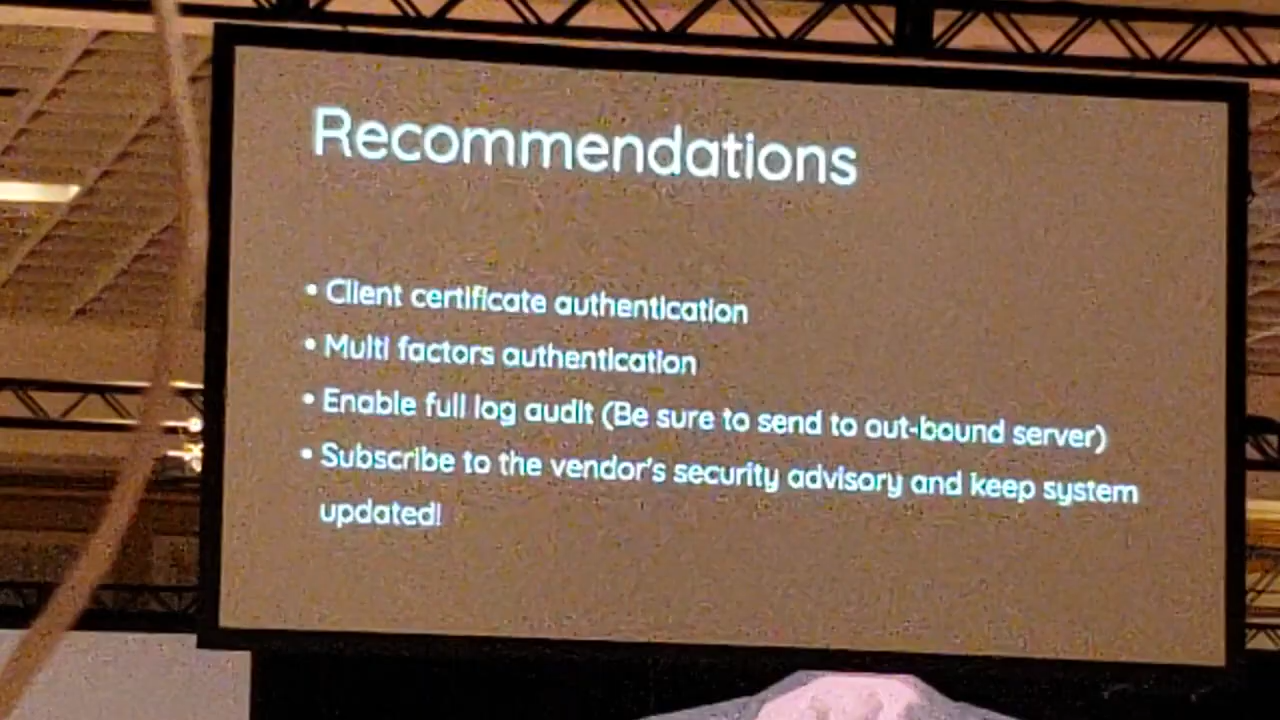 Recommendations
• Client certificate authentication
• Multi factors authentication
• Enable full log audit (Be sure to send to out-bound server)
• Subscribe to the vendor's security advisory and keep system
updated!